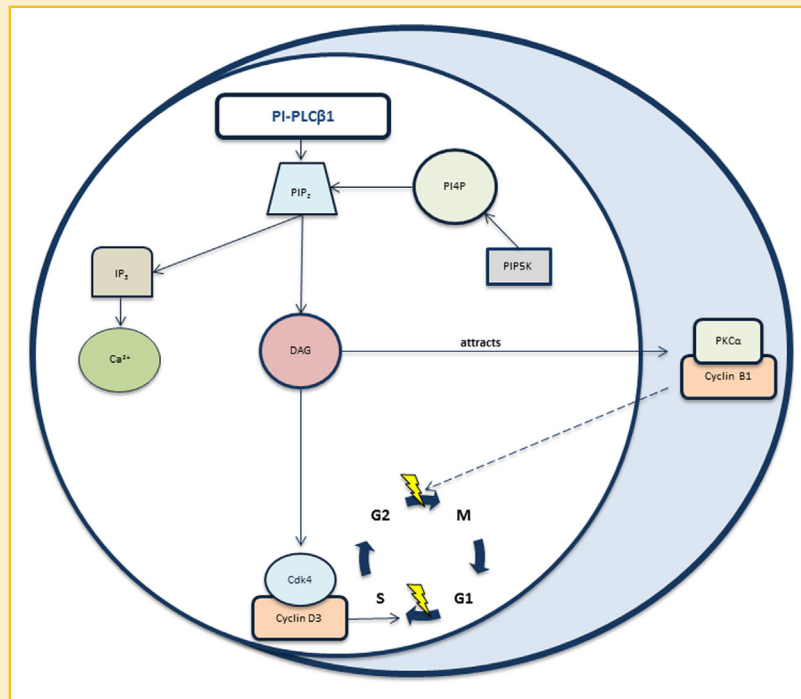 PI-PLCβ1
PIP₂
PI4P
PIP5K
IP₃
Ca²⁺
DAG
attracts
PKCα
Cyclin B1
G2
M
Cdk4
S
G1
Cyclin D3